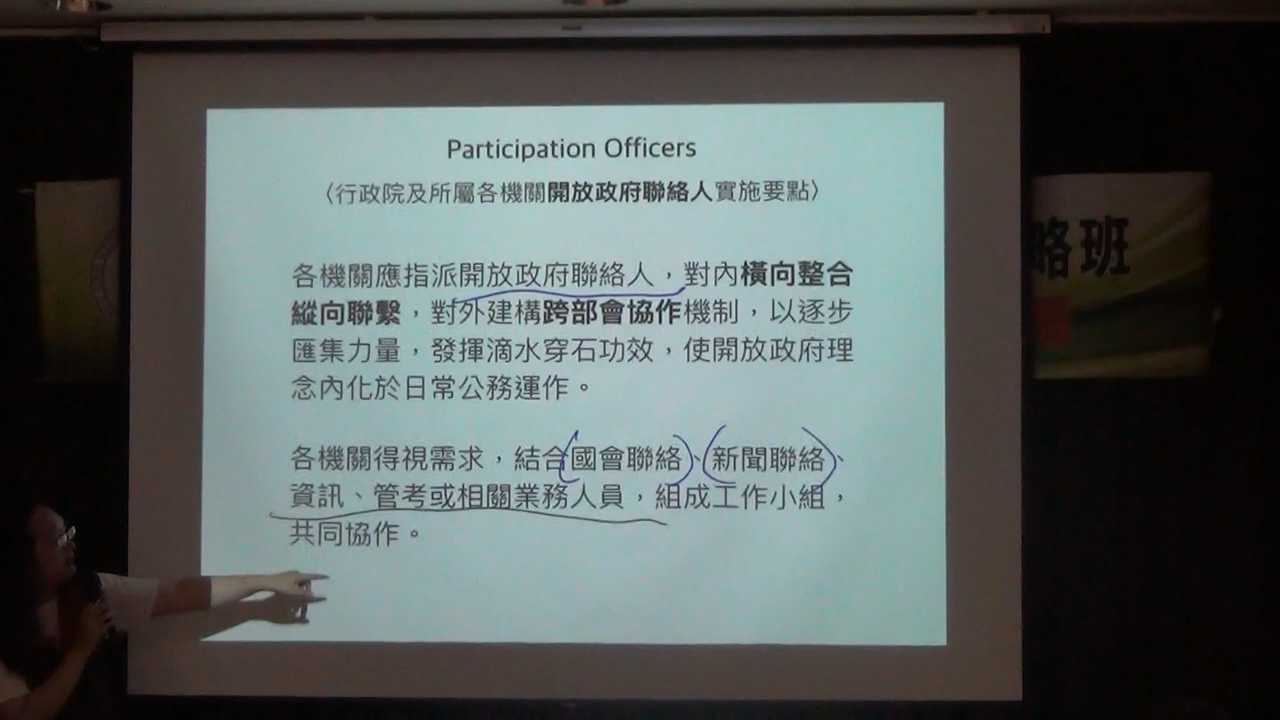 Participation Officers
〈行政院及所屬各機關開放政府聯絡人實施要點〉
各機關應指派開放政府聯絡人，對內橫向整合
縱向聯繫，對外建構跨部會協作機制，以逐步
匯集力量，發揮滴水穿石功效，使開放政府理
念內化於日常公務運作。
各機關得視需求，結合國會聯絡、新聞聯絡、
資訊、管考或相關業務人員，組成工作小組，
共同協作。
略班